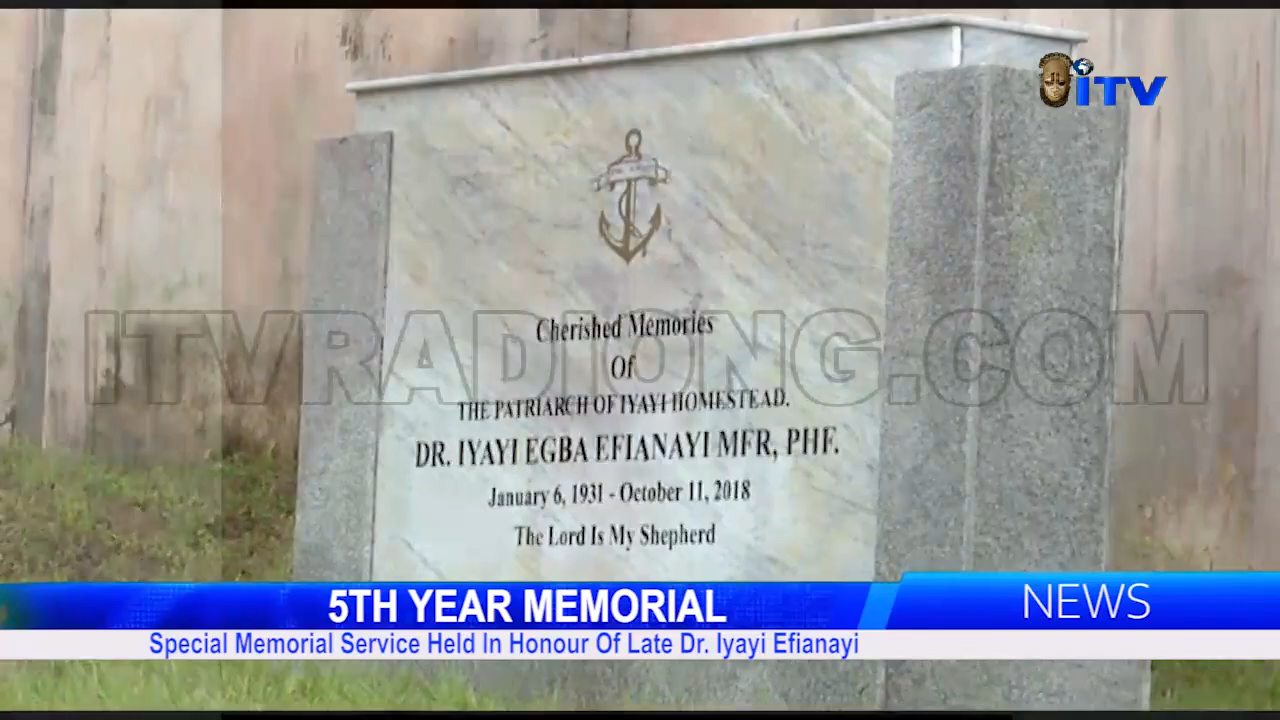 iTV
Cherished Memories
Of
THE PATRIARCH OF IYAYI HOMESTEAD.
DR. IYAYI EGBA EFIANAYI MFR, PHF.
January 6, 1931 - October 11, 2018
The Lord Is My Shepherd
ITVRADIONG.COM
5TH YEAR MEMORIAL
NEWS
Special Memorial Service Held In Honour Of Late Dr. Iyayi Efianayi